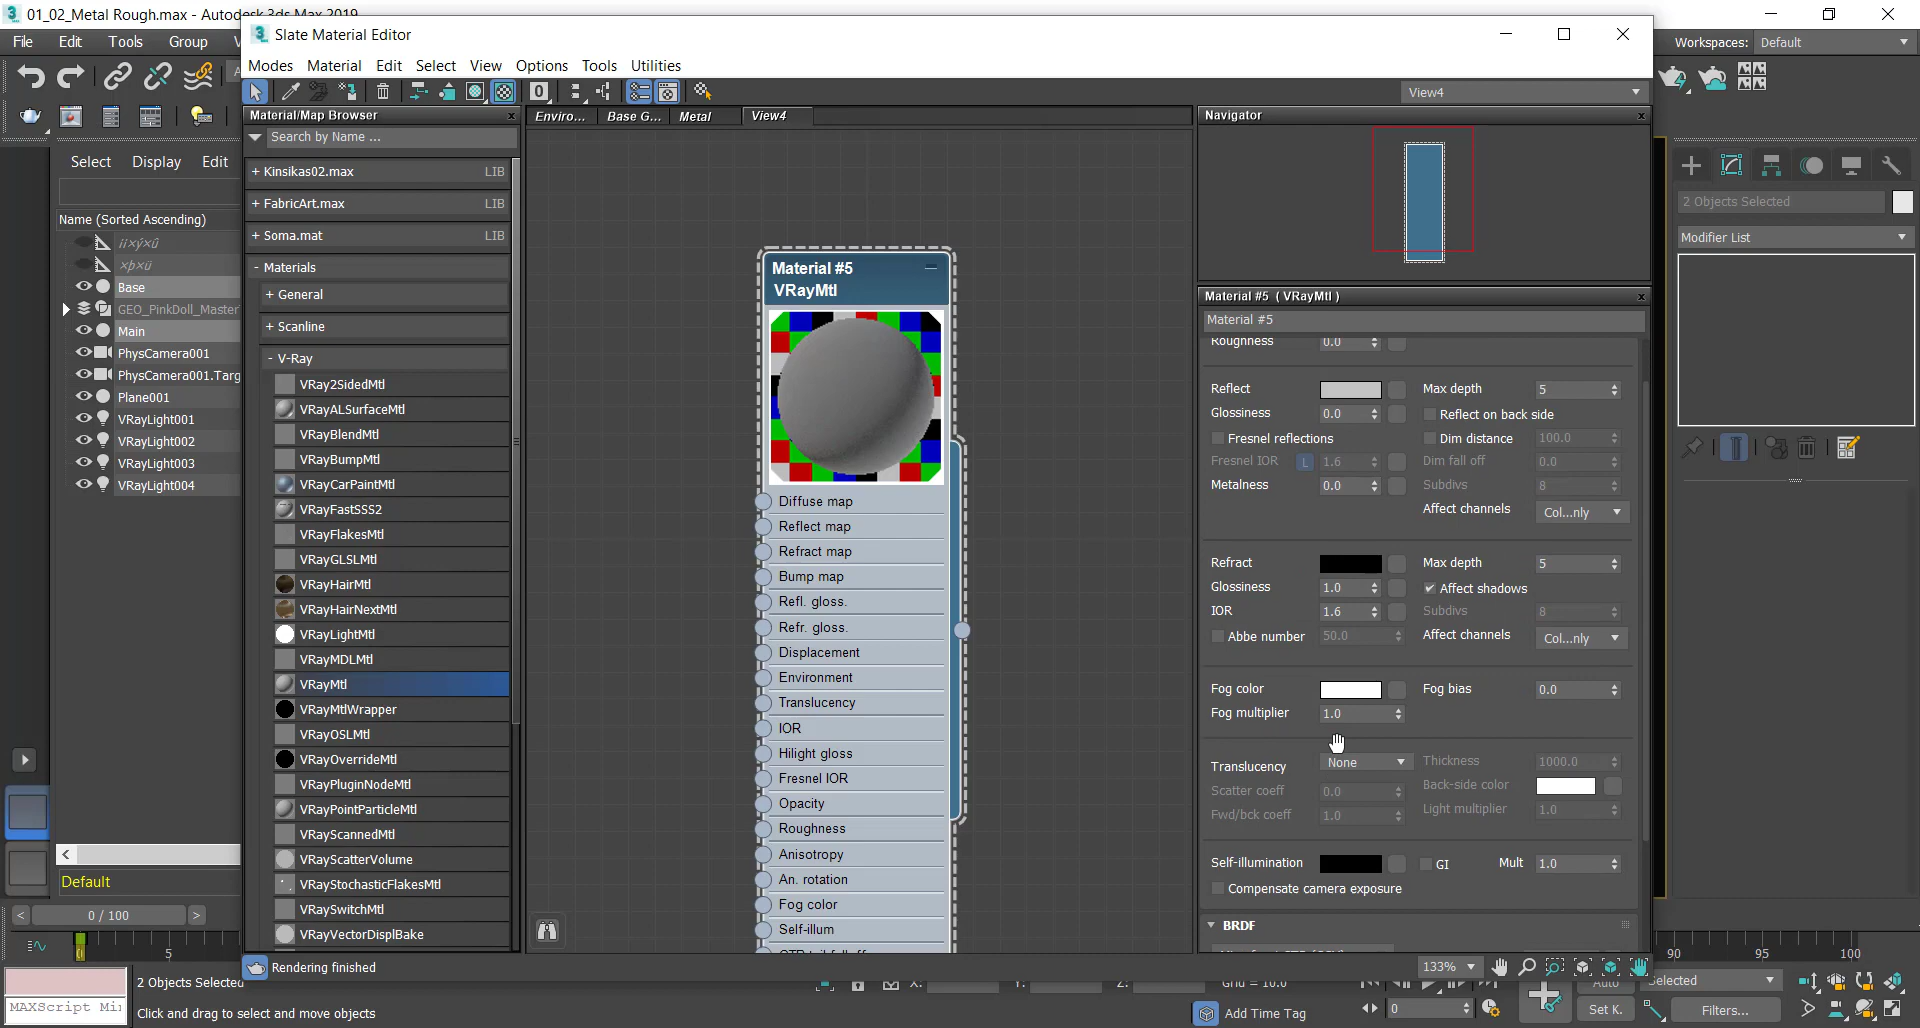 01_02_Metal Rough.max - Autodesk 3ds Max 2019
File Edit Tools Group
Workspaces: Default
Slate Material Editor
Modes Material Edit Select View Options Tools Utilities
View4
Material/Map Browser
Search by Name ...
+ Kinsikas02.max LIB
+ FabricArt.max LIB
+ Soma.mat LIB
- Materials
+ General
+ Scanline
- V-Ray
VRay2SidedMtl
VRayALSurfaceMtl
VRayBlendMtl
VRayBumpMtl
VRayCarPaintMtl
VRayFastSSS2
VRayFlakesMtl
VRayGLSLMtl
VRayHairMtl
VRayHairNextMtl
VRayLightMtl
VRayMDLMtl
VRayMtl
VRayMtlWrapper
VRayOSLMtl
VRayOverrideMtl
VRayPluginNodeMtl
VRayPointParticleMtl
VRayScannedMtl
VRayScatterVolume
VRayStochasticFlakesMtl
VRaySwitchMtl
VRayVectorDisplBake
Rendering finished
Select Display Edit
Name (Sorted Ascending)
Base
GEO_PinkDoll_Master
Main
PhysCamera001
PhysCamera001.Targ
Plane001
VRayLight001
VRayLight002
VRayLight003
VRayLight004
Default
0 / 100
0 5
2 Objects Selected
MAXScript Mi
Click and drag to select and move objects
Enviro... Base G... Metal View4
Material #5
VRayMtl
Diffuse map
Reflect map
Refract map
Bump map
Refl. gloss.
Refr. gloss.
Displacement
Environment
Translucency
IOR
Hilight gloss
Fresnel IOR
Opacity
Roughness
Anisotropy
An. rotation
Fog color
Self-illum
Navigator
Material #5 ( VRayMtl )
Material #5
Roughness 0.0
Reflect Max depth 5
Glossiness 0.0 Reflect on back side
Fresnel reflections Dim distance 100.0
Fresnel IOR L 1.6 Dim fall off 0.0
Metalness 0.0 Subdivs 8
Affect channels Col...nly
Refract Max depth 5
Glossiness 1.0 Affect shadows
IOR 1.6 Subdivs 8
Abbe number 50.0 Affect channels Col...nly
Fog color Fog bias 0.0
Fog multiplier 1.0
Translucency None Thickness 1000.0
Scatter coeff 0.0 Back-side color
Fwd/bck coeff 1.0 Light multiplier 1.0
Self-illumination GI Mult 1.0
Compensate camera exposure
BRDF
133%
2 Objects Selected
Modifier List
90 95 100
X: Y: Z: Grid = 10.0
Auto Selected
Set K. Filters...
Add Time Tag 0